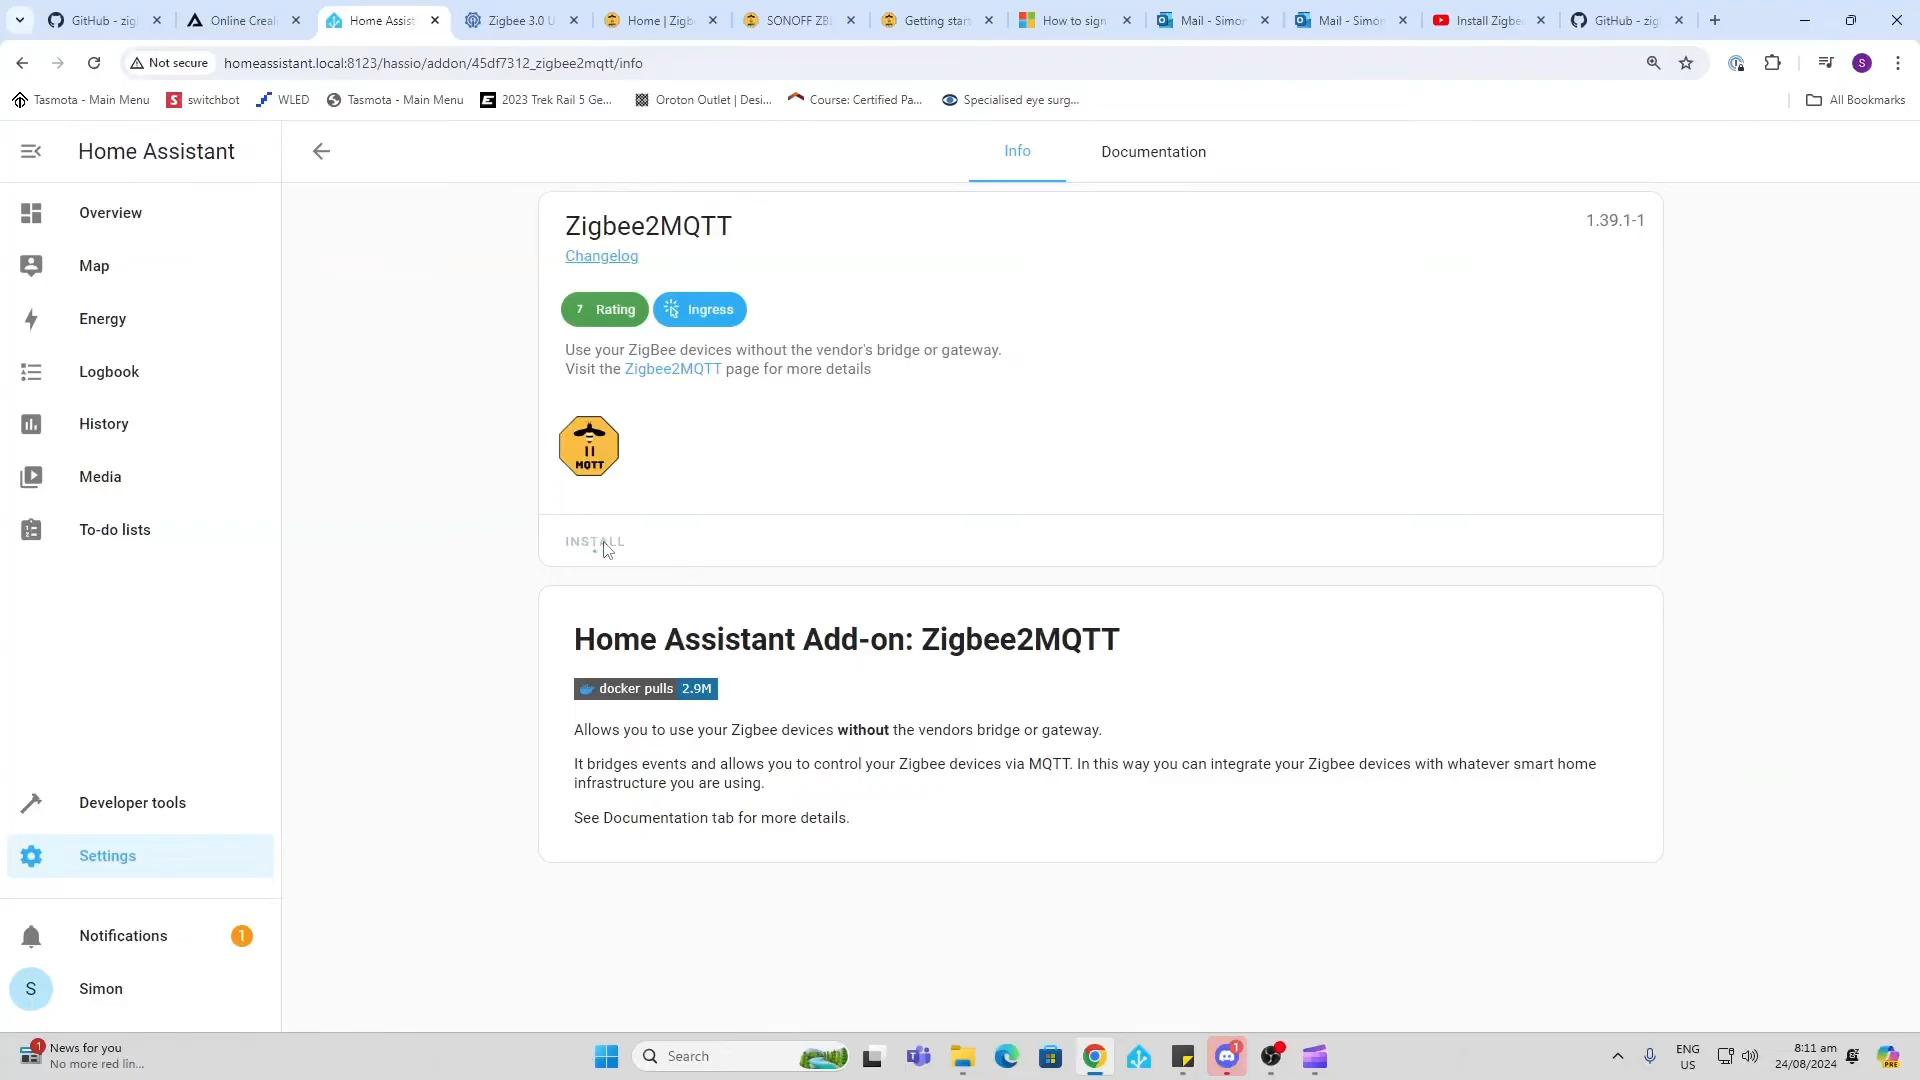 GitHub - zig
Online Creal
Home Assist
Zigbee 3.0 U
Home | Zigb
SONOFF ZBI
Getting star
How to sign
Mail - Simor
Mail - Simor
Install Zigbe
GitHub - zig
Not secure
homeassistant.local:8123/hassio/addon/45df7312_zigbee2mqtt/info
S
Tasmota - Main Menu
switchbot
WLED
Tasmota - Main Menu
2023 Trek Rail 5 Ge...
Oroton Outlet | Desi...
Course: Certified Pa...
Specialised eye surg...
All Bookmarks
Home Assistant
Info
Documentation
Overview
Map
Energy
Logbook
History
Media
To-do lists
Developer tools
Settings
Notifications
1
S
Simon
Zigbee2MQTT
1.39.1-1
Changelog
7 Rating
Ingress
Use your ZigBee devices without the vendor's bridge or gateway.
Visit the Zigbee2MQTT page for more details
MQTT
INSTALL
Home Assistant Add-on: Zigbee2MQTT
docker pulls 2.9M
Allows you to use your Zigbee devices without the vendors bridge or gateway.
It bridges events and allows you to control your Zigbee devices via MQTT. In this way you can integrate your Zigbee devices with whatever smart home
infrastructure you are using.
See Documentation tab for more details.
1
News for you
No more red lin...
Search
1
ENG
US
8:11 am
24/08/2024
PRE